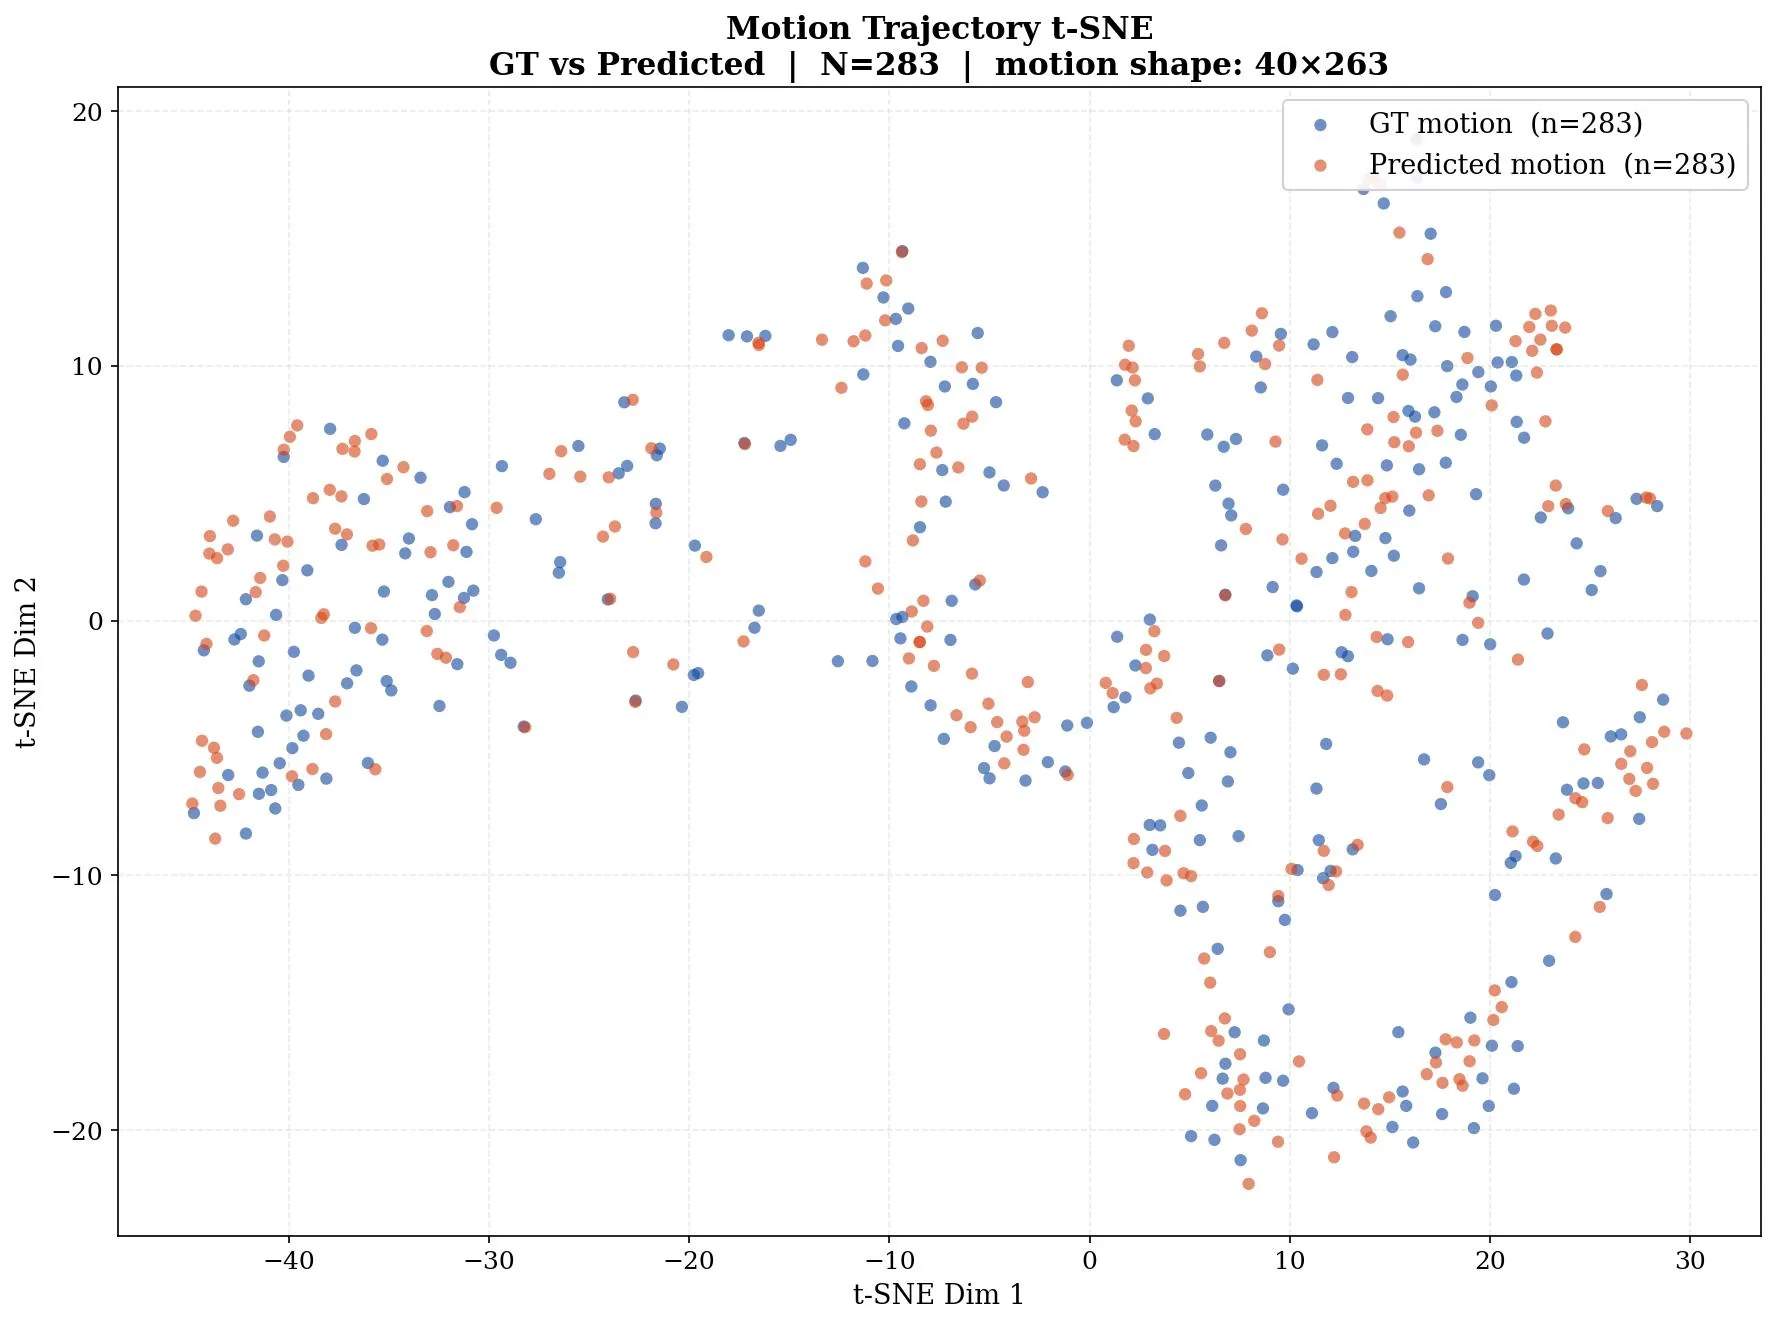 Motion Trajectory t-SNE
GT vs Predicted | N=283 | motion shape: 40×263
GT motion (n=283)
Predicted motion (n=283)
20
10
0
−10
−20
t-SNE Dim 2
−40
−30
−20
−10
0
10
20
30
t-SNE Dim 1